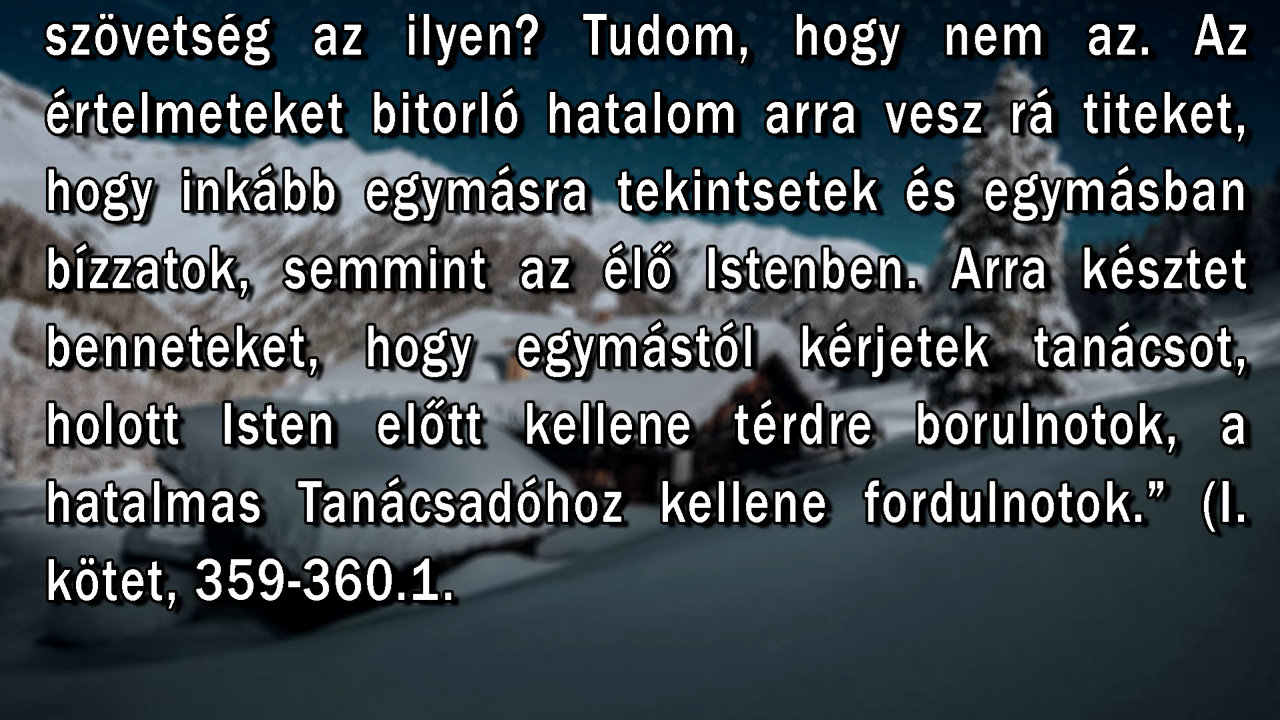 szövetség az ilyen? Tudom, hogy nem az. Az
értelmeteket bitorló hatalom arra vesz rá titeket,
hogy inkább egymásra tekintsetek és egymásban
bízzatok, semmint az élő Istenben. Arra késztet
benneteket, hogy egymástól kérjetek tanácsot,
holott Isten előtt kellene térdre borulnotok, a
hatalmas Tanácsadóhoz kellene fordulnotok.” (I.
kötet, 359-360.1.